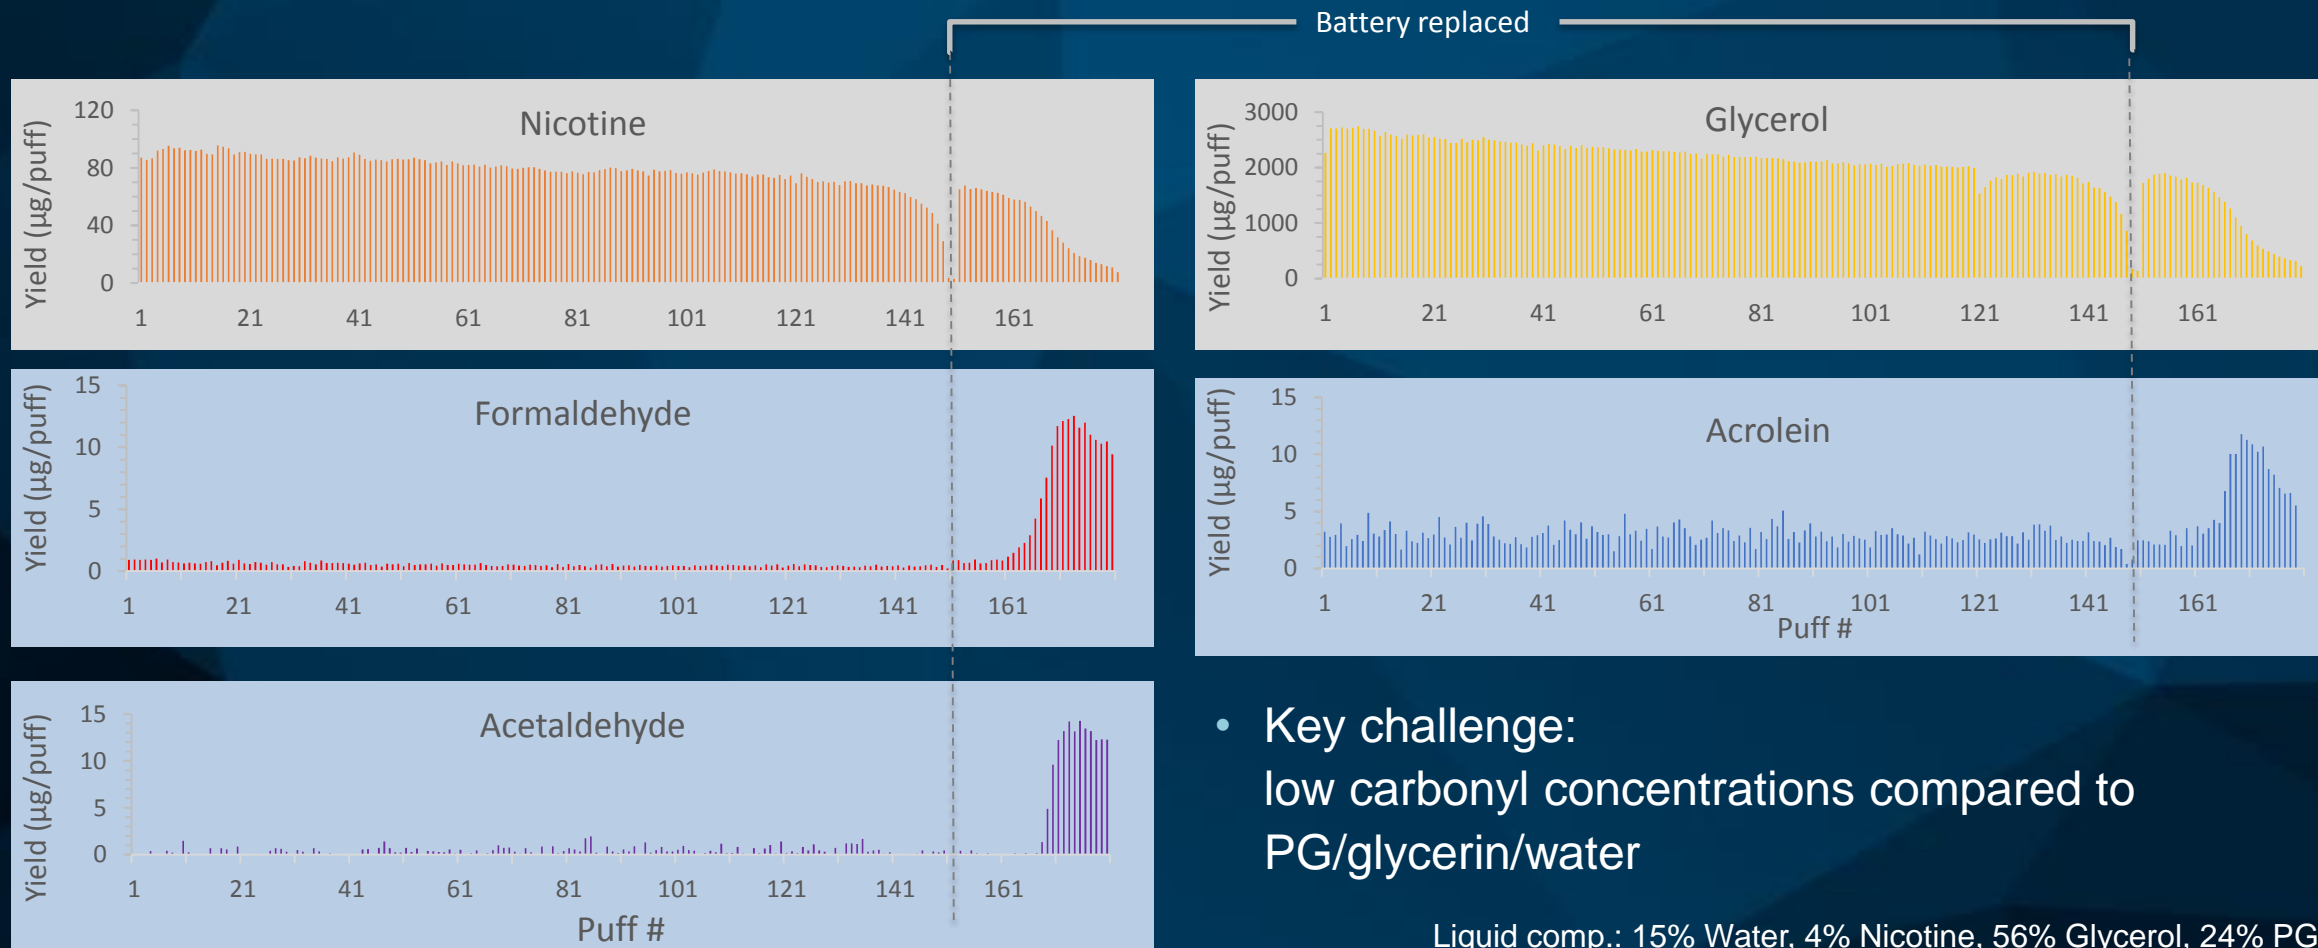 Battery replaced
Nicotine
Yield (µg/puff)
120
80
40
0
1 21 41 61 81 101 121 141 161
Glycerol
Yield (µg/puff)
3000
2000
1000
0
1 21 41 61 81 101 121 141 161
Formaldehyde
Yield (µg/puff)
15
10
5
0
1 21 41 61 81 101 121 141 161
Acrolein
Yield (µg/puff)
15
10
5
0
1 21 41 61 81 101 121 141 161
Puff #
Acetaldehyde
Yield (µg/puff)
15
10
5
0
1 21 41 61 81 101 121 141 161
Puff #
• Key challenge:
low carbonyl concentrations compared to
PG/glycerin/water
Liquid comp.: 15% Water, 4% Nicotine, 56% Glycerol, 24% PG